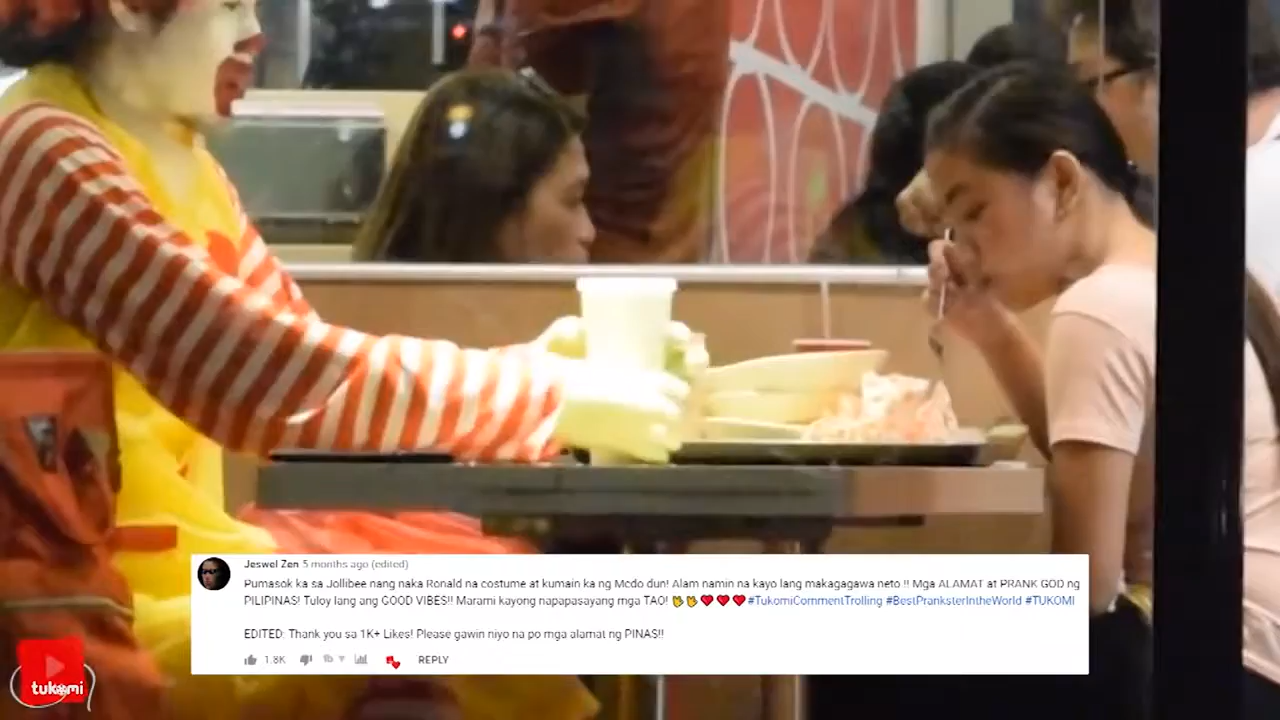 Jeswel Zen 5 months ago (edited)
Pumasok ka sa Jollibee nang naka Ronald na costume at kumain ka ng Mcdo dun! Alam namin na kayo lang makagagawa neto !! Mga ALAMAT at PRANK GOD ng
PILIPINAS! Tuloy lang ang GOOD VIBES!! Marami kayong napapasayang mga TAO! 👏👏❤❤❤#TukomiCommentTrolling #BestPranksterIntheWorld #TUKOMI
EDITED: Thank you sa 1K+ Likes! Please gawin niyo na po mga alamat ng PINAS!!
1.8K REPLY
tukomi